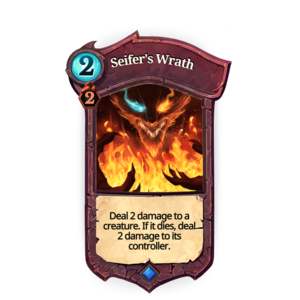 2
Seifer's Wrath
2
Deal 2 damage to a
creature. If it dies, deal
2 damage to its
controller.